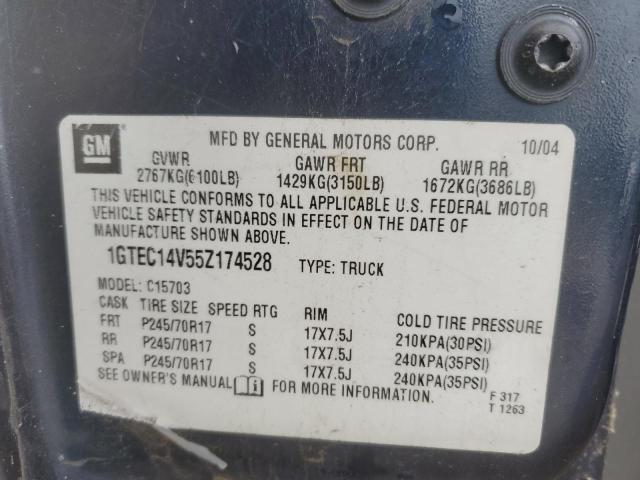 GM
MFD BY GENERAL MOTORS CORP. 10/04
GVWR GAWR FRT GAWR RR
2767KG(6100LB) 1429KG(3150LB) 1672KG(3686LB)
THIS VEHICLE CONFORMS TO ALL APPLICABLE U.S. FEDERAL MOTOR
VEHICLE SAFETY STANDARDS IN EFFECT ON THE DATE OF
MANUFACTURE SHOWN ABOVE.
1GTEC14V55Z174528 TYPE: TRUCK
MODEL: C15703
CASK TIRE SIZE SPEED RTG RIM COLD TIRE PRESSURE
FRT P245/70R17 S 17X7.5J 210KPA(30PSI)
RR P245/70R17 S 17X7.5J 240KPA(35PSI)
SPA P245/70R17 S 17X7.5J 240KPA(35PSI)
SEE OWNER'S MANUAL FOR MORE INFORMATION.
F 317
T 1263